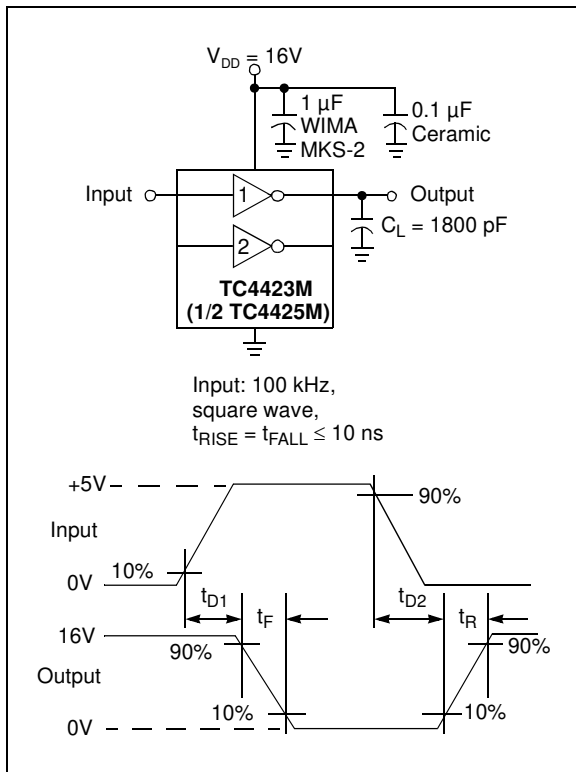 V_DD = 16V
1 µF
WIMA
MKS-2
0.1 µF
Ceramic
Input
1
Output
C_L = 1800 pF
2
TC4423M
(1/2 TC4425M)
Input: 100 kHz,
square wave,
t_RISE = t_FALL ≤ 10 ns
+5V
90%
Input
10%
0V
t_D1
t_F
t_D2
t_R
16V
90%
90%
Output
10%
10%
0V